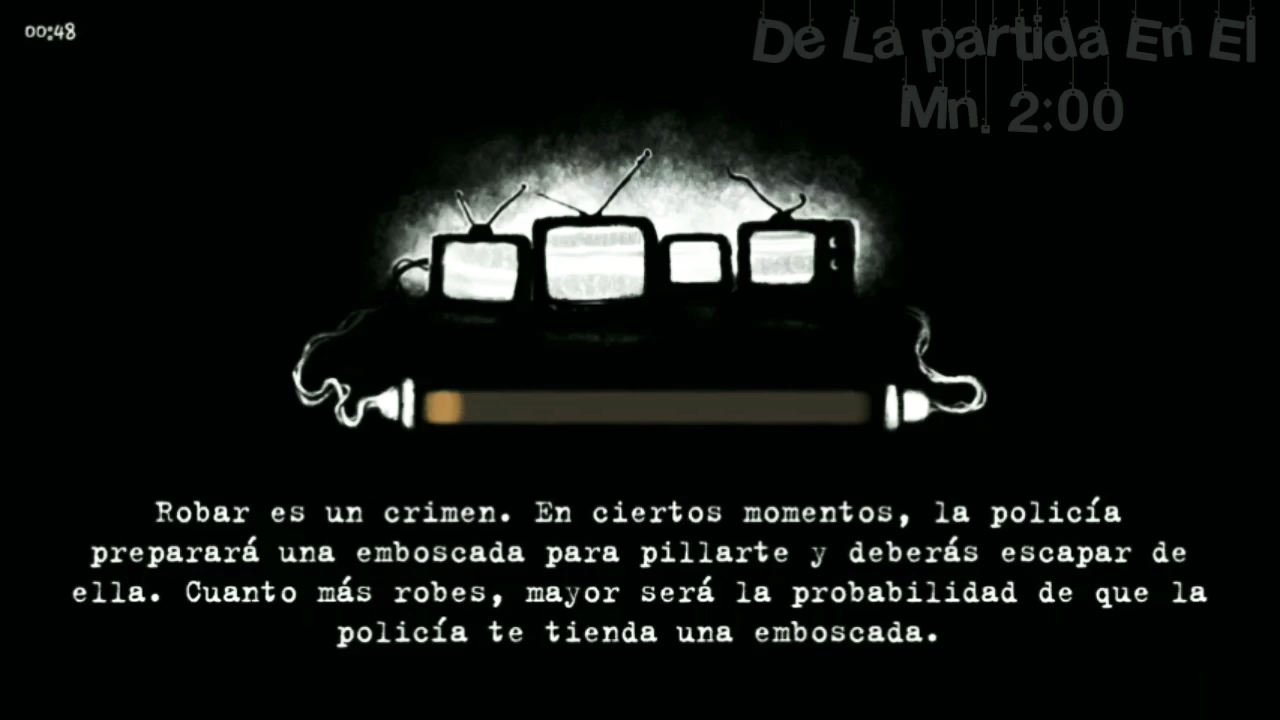 00:48
De La partida En El
Mn. 2:00
Robar es un crimen. En ciertos momentos, la policía
preparará una emboscada para pillarte y deberás escapar de
ella. Cuanto más robes, mayor será la probabilidad de que la
policía te tienda una emboscada.